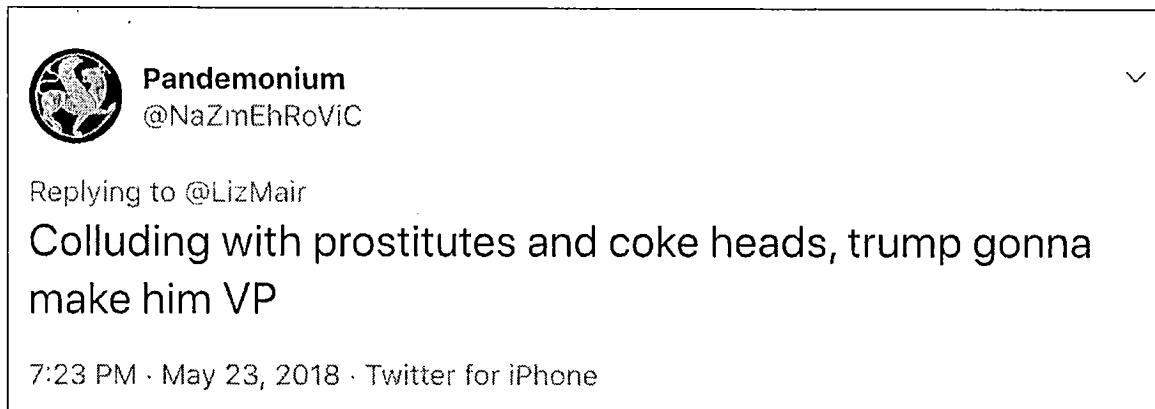 Pandemonium
@NaZmEhRoViC
Replying to @LizMair
Colluding with prostitutes and coke heads, trump gonna
make him VP
7:23 PM · May 23, 2018 · Twitter for iPhone